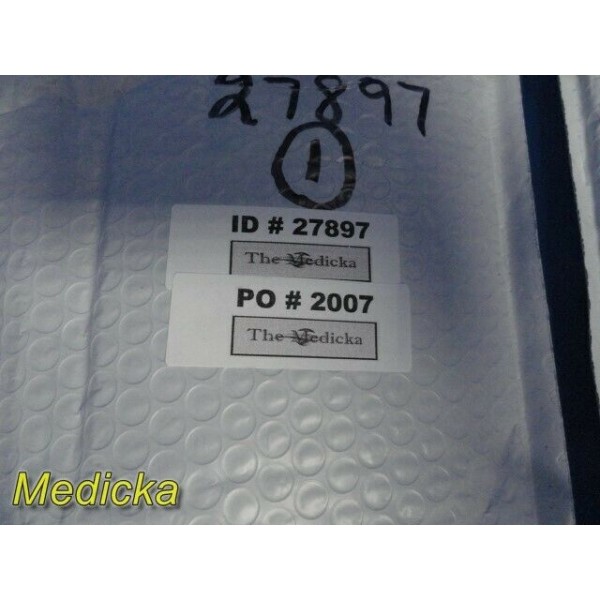 27897
1
ID # 27897
The Medicka
PO # 2007
The Medicka
Medicka